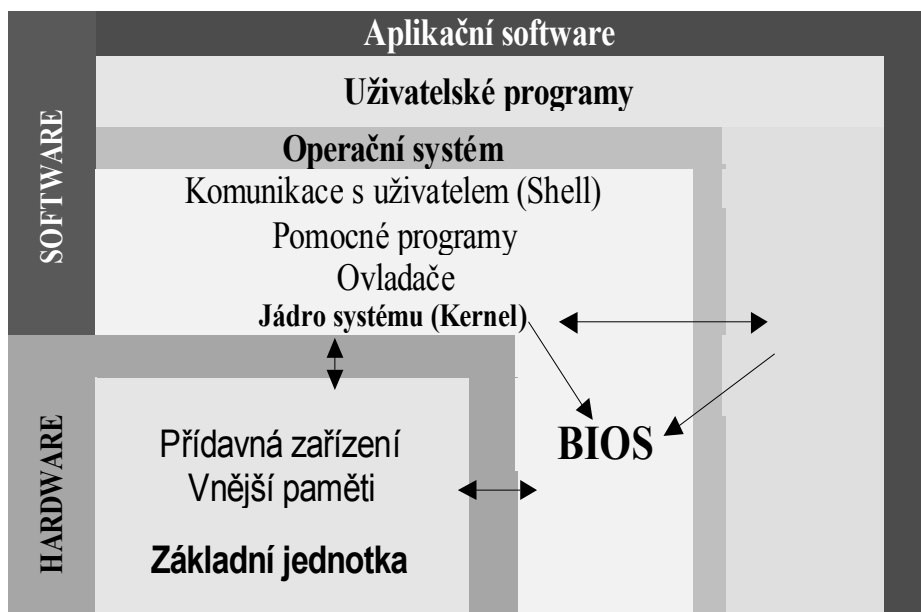 Aplikační software
Uživatelské programy
SOFTWARE
Operační systém
Komunikace s uživatelem (Shell)
Pomocné programy
Ovladače
Jádro systému (Kernel)
BIOS
HARDWARE
Přídavná zařízení
Vnější paměti
Základní jednotka